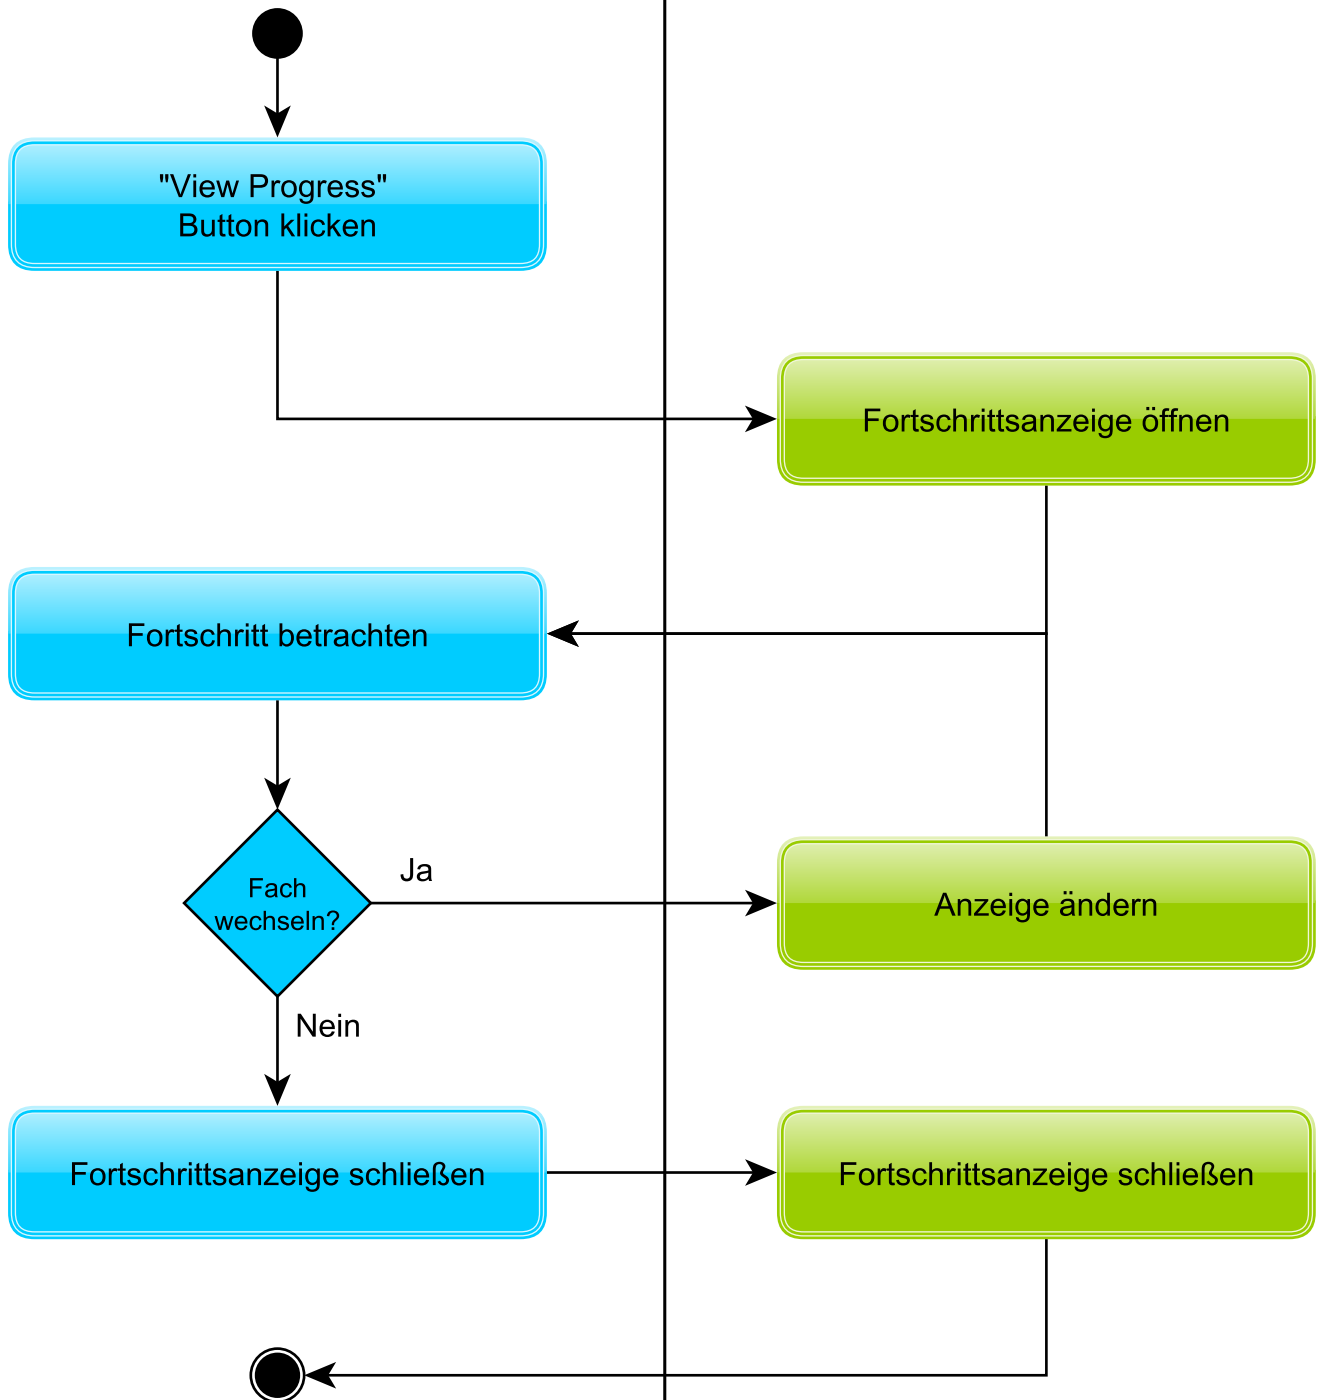 "View Progress"
Button klicken
Fortschrittsanzeige öffnen
Fortschritt betrachten
Fach
wechseln?
Ja
Anzeige ändern
Nein
Fortschrittsanzeige schließen
Fortschrittsanzeige schließen